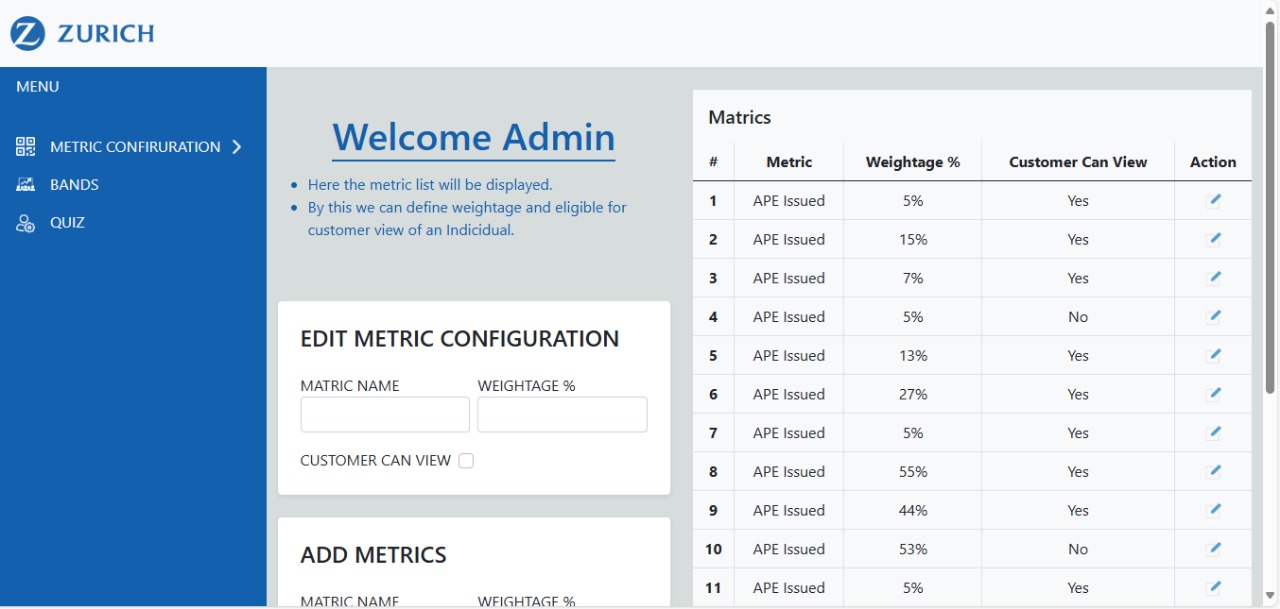 ZURICH
MENU
METRIC CONFIRURATION
BANDS
QUIZ
Welcome Admin
Here the metric list will be displayed.
By this we can define weightage and eligible for
customer view of an Indicidual.
EDIT METRIC CONFIGURATION
MATRIC NAME WEIGHTAGE %
CUSTOMER CAN VIEW
ADD METRICS
MATRIC NAME WEIGHTAGE %
Matrics
# Metric Weightage % Customer Can View Action
1 APE Issued 5% Yes
2 APE Issued 15% Yes
3 APE Issued 7% Yes
4 APE Issued 5% No
5 APE Issued 13% Yes
6 APE Issued 27% Yes
7 APE Issued 5% Yes
8 APE Issued 55% Yes
9 APE Issued 44% Yes
10 APE Issued 53% No
11 APE Issued 5% Yes